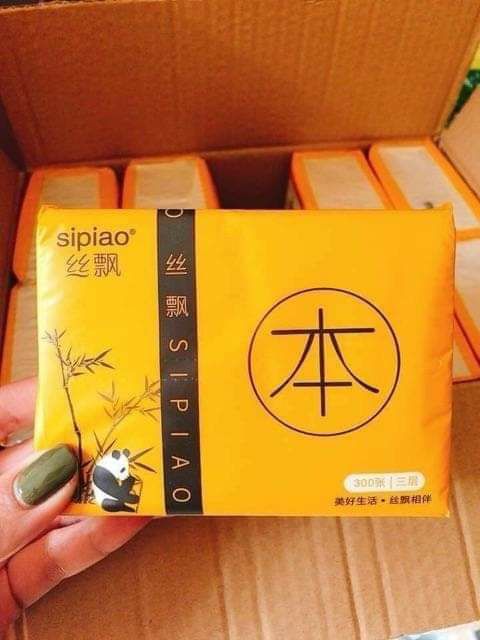 sipiao®
丝飘
丝飘 SIPIAO
本
300张 | 三层
美好生活·丝飘相伴